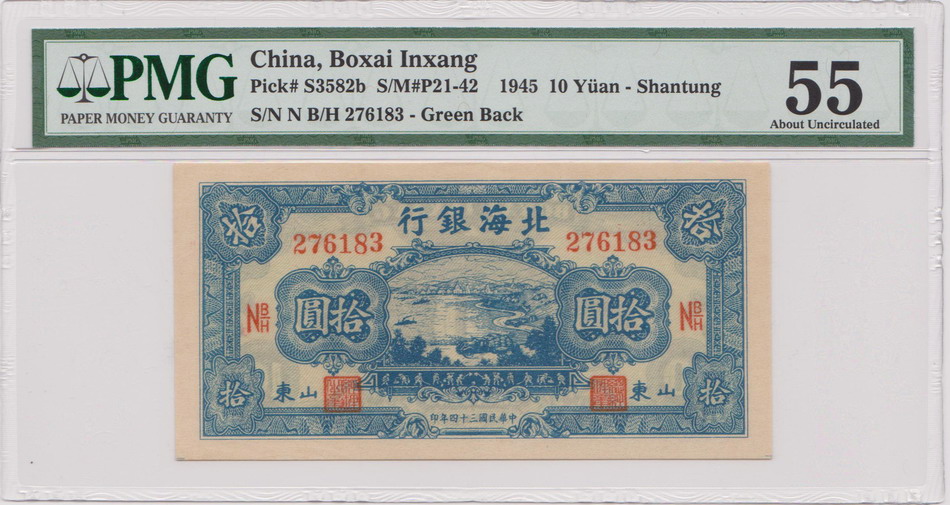 PMG
PAPER MONEY GUARANTY
China, Boxai Inxang
Pick# S3582b S/M#P21-42 1945 10 Yüan - Shantung
S/N N B/H 276183 - Green Back
55
About Uncirculated
行銀海北
拾
拾
276183
276183
圓拾
圓拾
N B/H
N B/H
東山
東山
拾
拾
印年四十三國民華中